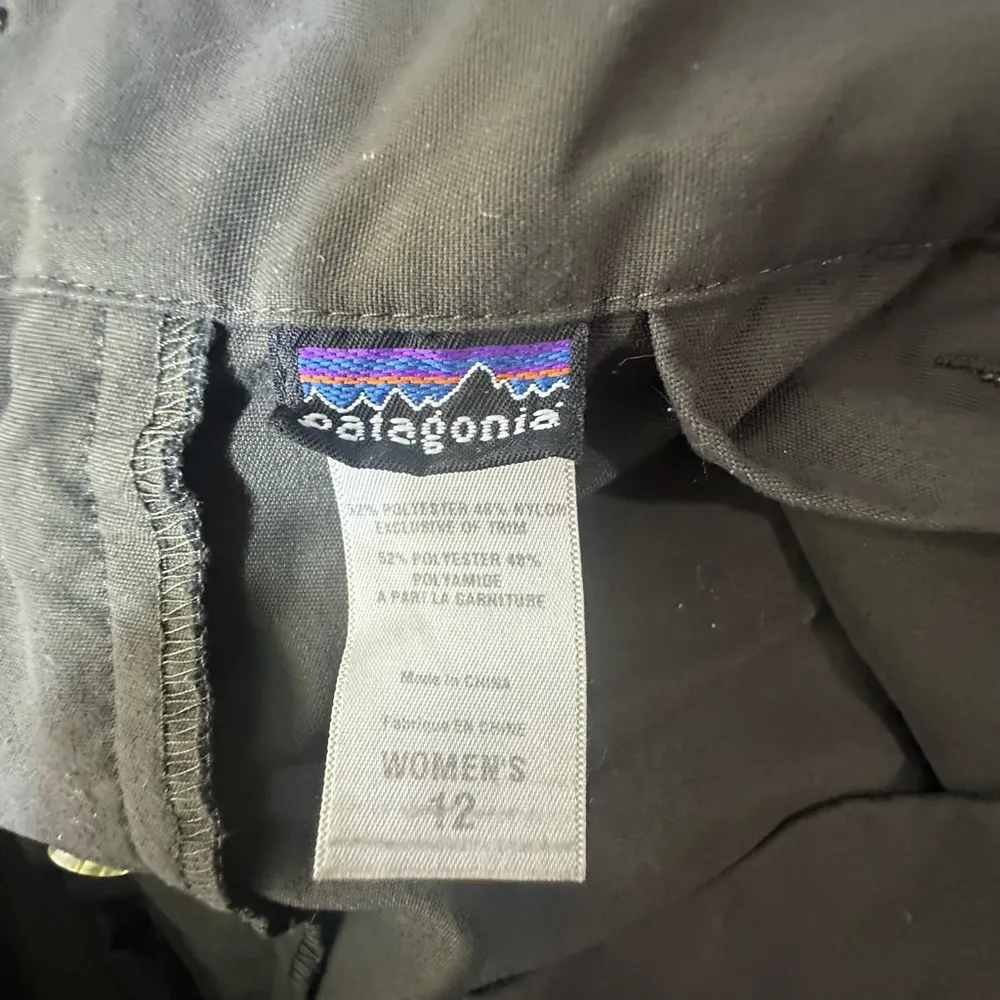 patagonia
52% POLYESTER 48% NYLON
EXCLUSIVE OF TRIM
52% POLYESTER 48%
POLYAMIDE
A PART LA GARNITURE
Made in CHINA
Fabriqué EN CHINE
WOMEN'S
12